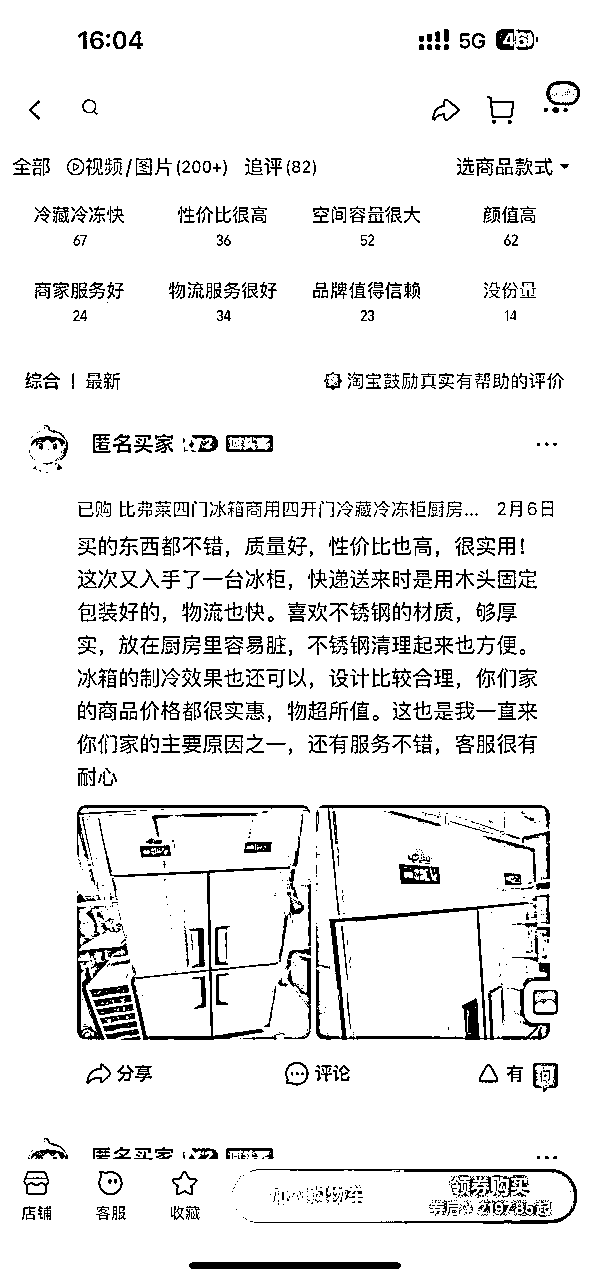 16:04
5G 46
全部 视频/图片(200+) 追评(82) 选商品款式
冷藏冷冻快 性价比很高 空间容量很大 颜值高
67 36 52 62
商家服务好 物流服务很好 品牌值得信赖 没份量
24 34 23 14
综合 | 最新 淘宝鼓励真实有帮助的评价
匿名买家
已购 比弗菜四门冰箱商用四开门冷藏冷冻柜厨房... 2月6日
买的东西都不错，质量好，性价比也高，很实用！
这次又入手了一台冰柜，快递送来时是用木头固定
包装好的，物流也快。喜欢不锈钢的材质，够厚
实，放在厨房里容易脏，不锈钢清理起来也方便。
冰箱的制冷效果也还可以，设计比较合理，你们家
的商品价格都很实惠，物超所值。这也是我一直来
你们家的主要原因之一，还有服务不错，客服很有
耐心
分享 评论 有
匿名买家
店铺 客服 收藏 加入购物车 领券购买